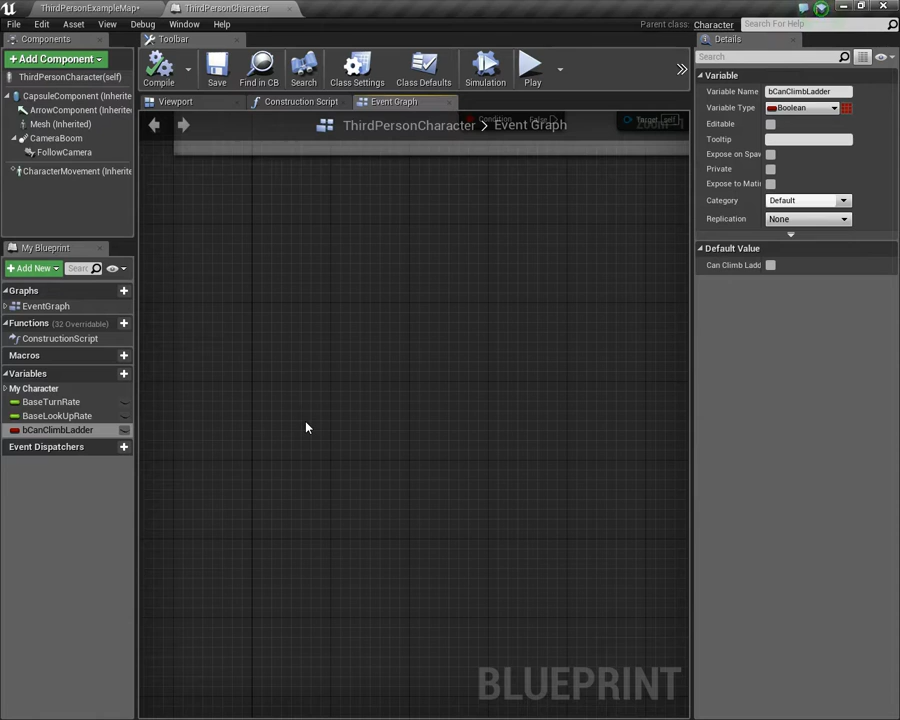 ThirdPersonExampleMap*
ThirdPersonCharacter
File Edit Asset View Debug Window Help
Parent class: Character
Search For Help
Components
Toolbar
Details
+Add Component
ThirdPersonCharacter(self)
CapsuleComponent (Inherite
ArrowComponent (Inherite
Mesh (Inherited)
CameraBoom
FollowCamera
CharacterMovement (Inherite
Compile
Save
Find in CB
Search
Class Settings
Class Defaults
Simulation
Play
Viewport
Construction Script
Event Graph
ThirdPersonCharacter > Event Graph
Condition
Target self
My Blueprint
+Add New
Searc
Graphs
EventGraph
Functions (32 Overridable)
ConstructionScript
Macros
Variables
My Character
BaseTurnRate
BaseLookUpRate
bCanClimbLadder
Event Dispatchers
BLUEPRINT
Search
Variable
Variable Name bCanClimbLadder
Variable Type Boolean
Editable
Tooltip
Expose on Spaw
Private
Expose to Matin
Category Default
Replication None
Default Value
Can Climb Ladd